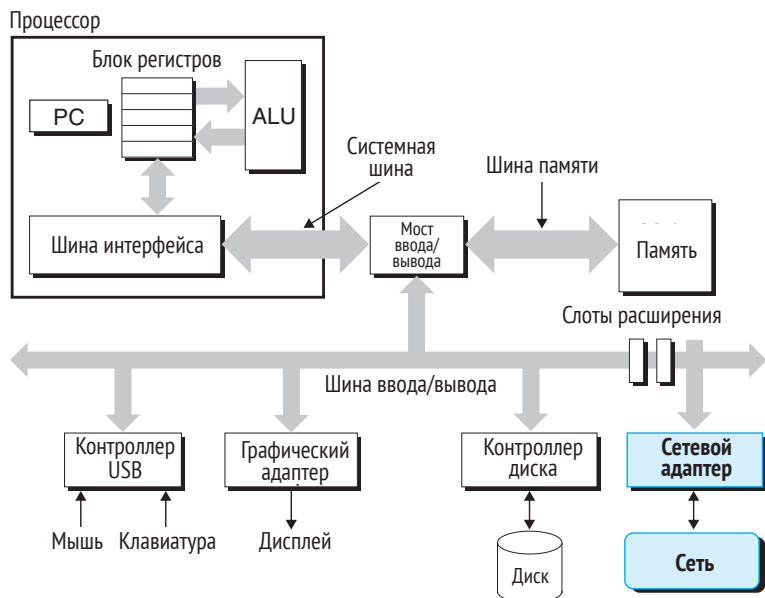 Процессор
Блок регистров
PC
ALU
Системная
шина
Шина памяти
Шина интерфейса
Мост
ввода/
вывода
Память
Слоты расширения
Шина ввода/вывода
Контроллер
USB
Графический
адаптер
Контроллер
диска
Сетевой
адаптер
Мышь
Клавиатура
Дисплей
Диск
Сеть